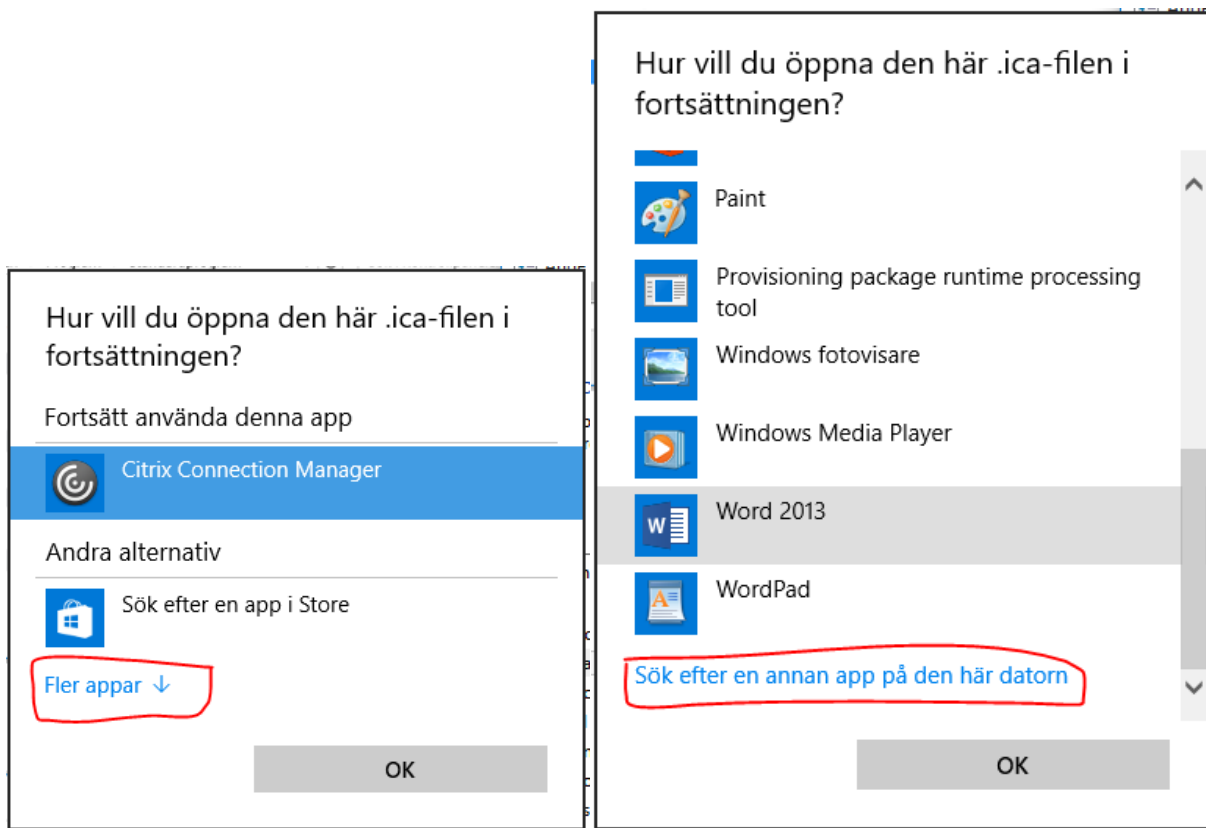 Hur vill du öppna den här .ica-filen i
fortsättningen?
Fortsätt använda denna app
Citrix Connection Manager
Andra alternativ
Sök efter en app i Store
Fler appar ↓
OK
Hur vill du öppna den här .ica-filen i
fortsättningen?
Paint
Provisioning package runtime processing
tool
Windows fotovisare
Windows Media Player
Word 2013
WordPad
Sök efter en annan app på den här datorn
OK